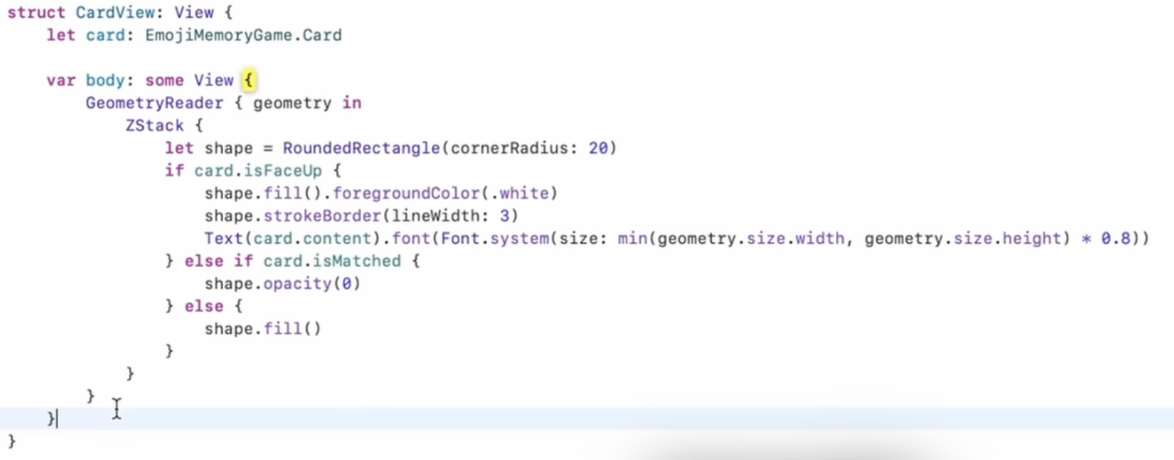 struct CardView: View {
    let card: EmojiMemoryGame.Card

    var body: some View {
        GeometryReader { geometry in
            ZStack {
                let shape = RoundedRectangle(cornerRadius: 20)
                if card.isFaceUp {
                    shape.fill().foregroundColor(.white)
                    shape.strokeBorder(lineWidth: 3)
                    Text(card.content).font(Font.system(size: min(geometry.size.width, geometry.size.height) * 0.8))
                } else if card.isMatched {
                    shape.opacity(0)
                } else {
                    shape.fill()
                }
            }
        }
    }
}